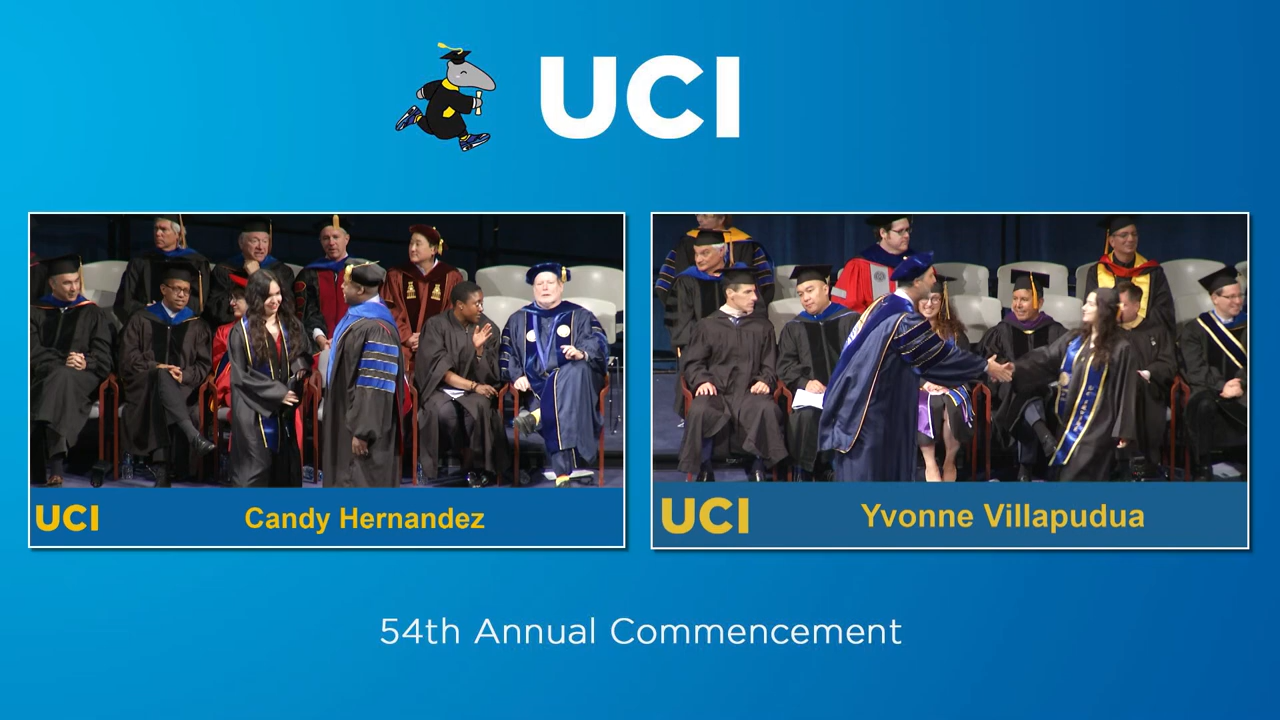 UCI
UCI
Candy Hernandez
UCI
Yvonne Villapudua
54th Annual Commencement